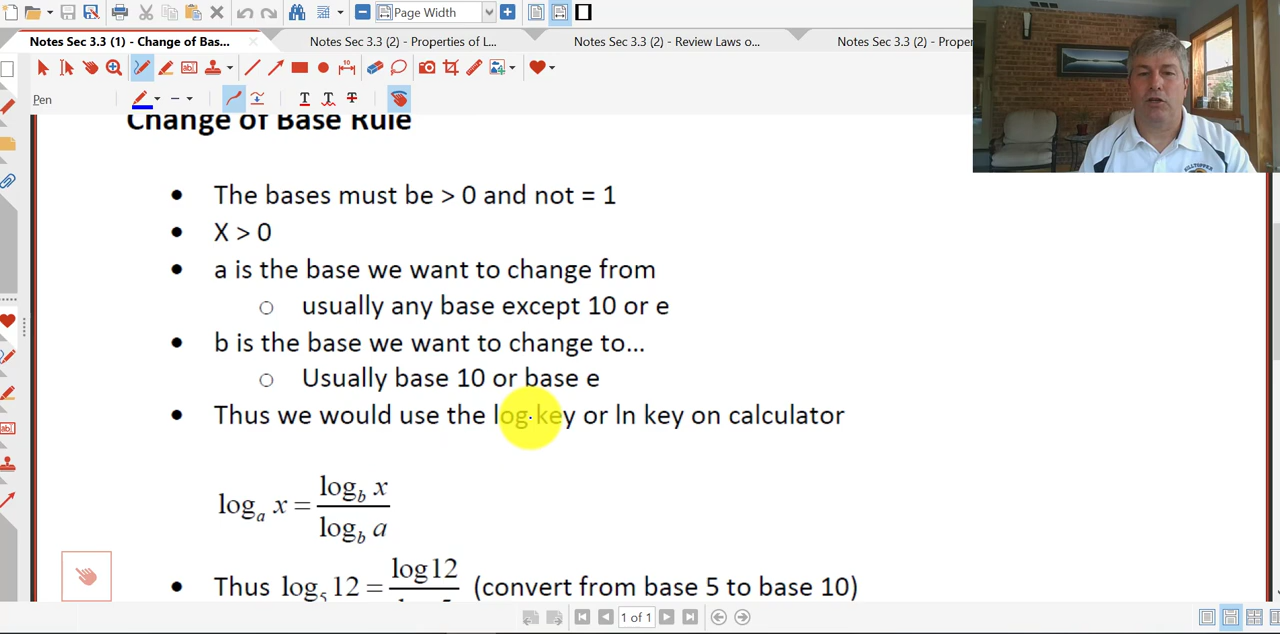 Page Width
Notes Sec 3.3 (1) - Change of Bas...
Notes Sec 3.3 (2) - Properties of L...
Notes Sec 3.3 (2) - Review Laws o...
Notes Sec 3.3 (2) - Proper
Pen
Change of Base Rule
• The bases must be > 0 and not = 1
• X > 0
• a is the base we want to change from
○ usually any base except 10 or e
• b is the base we want to change to...
○ Usually base 10 or base e
• Thus we would use the log key or ln key on calculator
logₐ x = log_b x / log_b a
• Thus log₅ 12 = log 12 / (convert from base 5 to base 10)
1 of 1